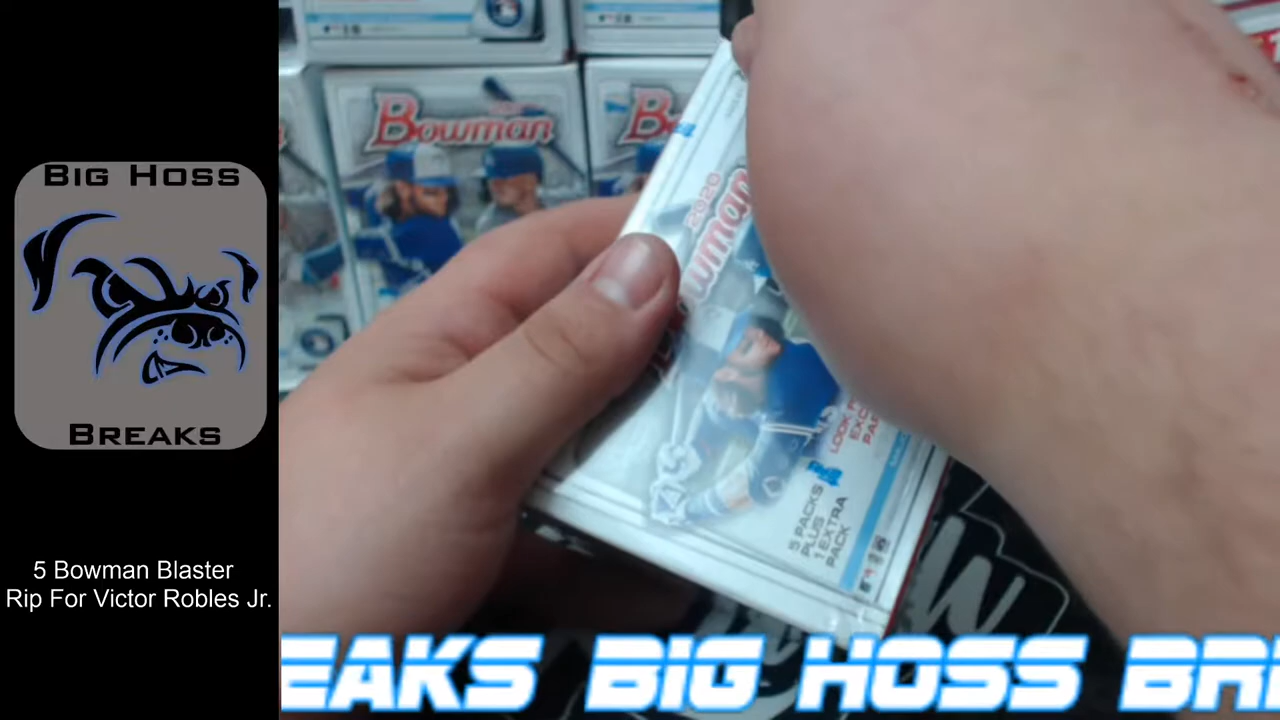 BIG HOSS
BREAKS
5 Bowman Blaster
Rip For Victor Robles Jr.
Bowman
2020
5 PACKS
PLUS
1 EXTRA
PACK
LOOK
EAKS BIG HOSS BR